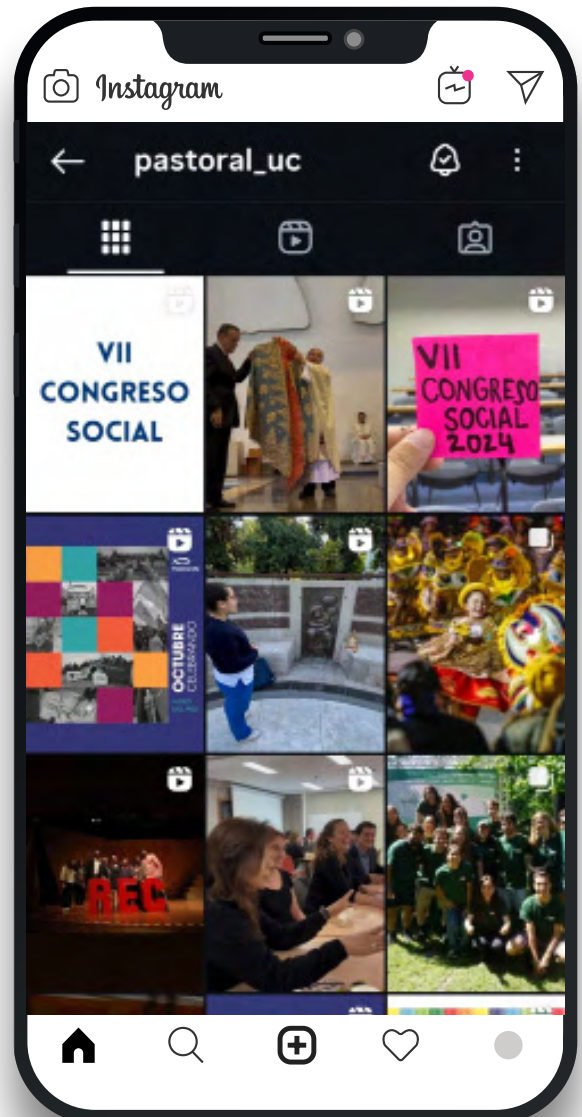 Instagram
pastoral_uc
VII
CONGRESO
SOCIAL
VII
CONGRESO
SOCIAL
2024
OCTUBRE
CELEBRANDO
REC